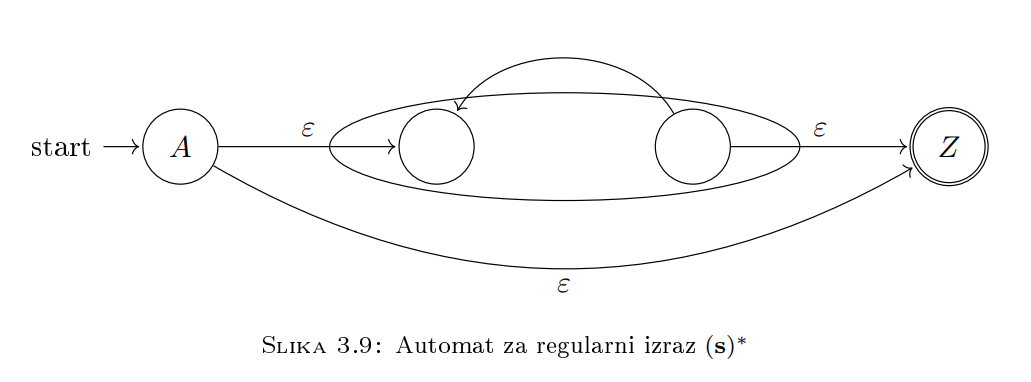 ε ε
start A Z
ε
Slika 3.9: Automat za regularni izraz (s)*